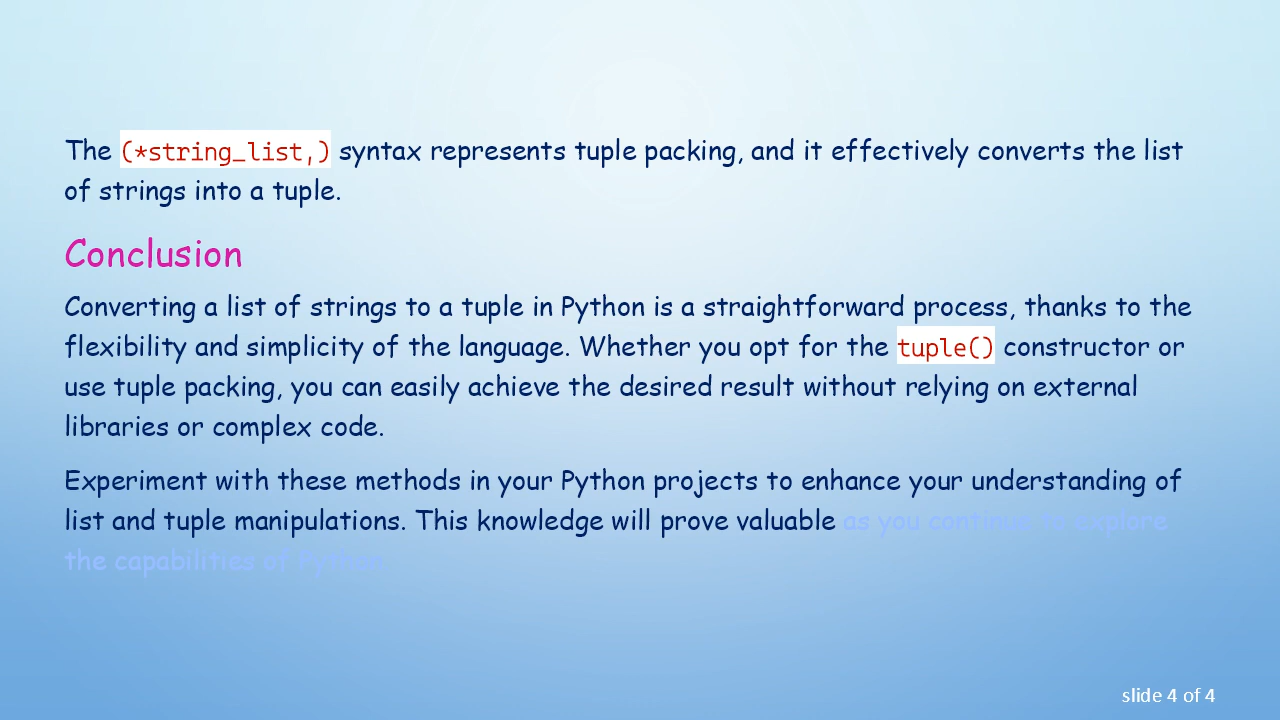 The (*string_list,) syntax represents tuple packing, and it effectively converts the list
of strings into a tuple.
Conclusion
Converting a list of strings to a tuple in Python is a straightforward process, thanks to the
flexibility and simplicity of the language. Whether you opt for the tuple() constructor or
use tuple packing, you can easily achieve the desired result without relying on external
libraries or complex code.
Experiment with these methods in your Python projects to enhance your understanding of
list and tuple manipulations. This knowledge will prove valuable as you continue to explore
the capabilities of Python
slide 4 of 4